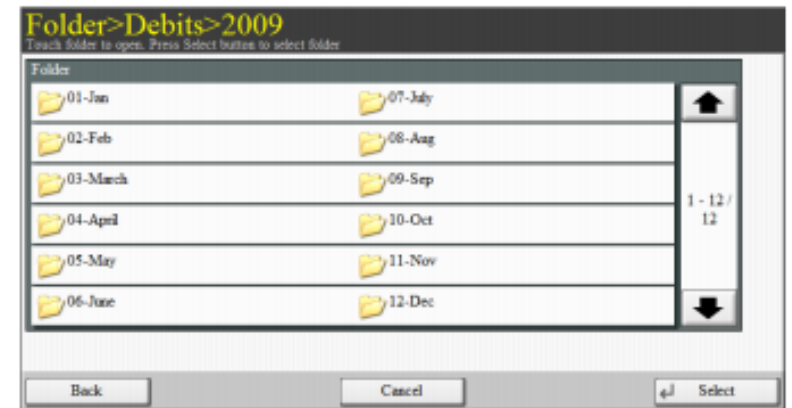 Folder>Debits>2009
Touch folder to open. Press Select button to select folder
Folder
01-Jan
07-July
02-Feb
08-Aug
03-March
09-Sep
04-April
10-Oct
05-May
11-Nov
06-June
12-Dec
1 - 12 /
12
Back
Cancel
Select